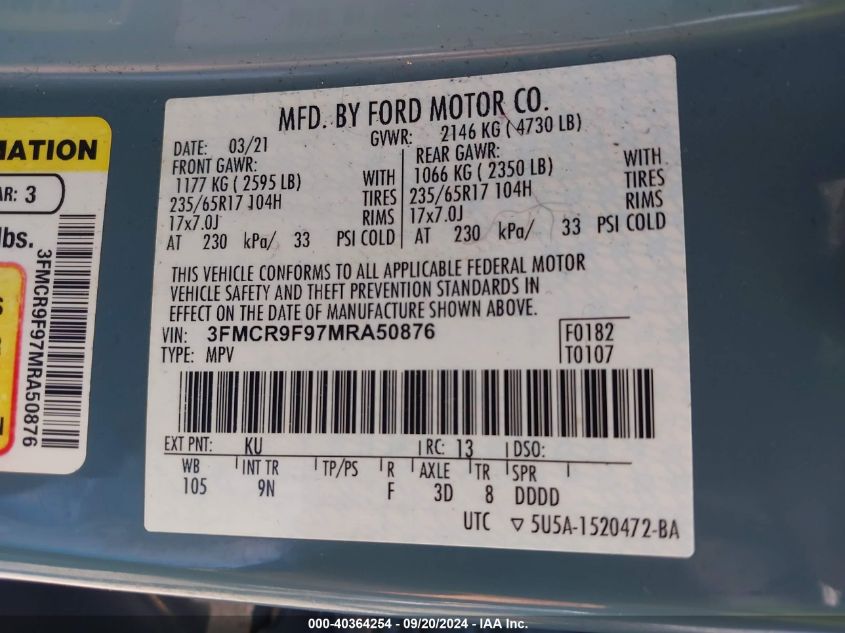 MATION
AR: 3
lbs.
3FMCR9F97MRA50876
MFD. BY FORD MOTOR CO.
DATE: 03/21 GVWR: 2146 KG ( 4730 LB)
FRONT GAWR: REAR GAWR:
1177 KG ( 2595 LB) WITH 1066 KG ( 2350 LB) WITH
235/65R17 104H TIRES 235/65R17 104H TIRES
17x7.0J RIMS 17x7.0J RIMS
AT 230 kPa/ 33 PSI COLD AT 230 kPa/ 33 PSI COLD
THIS VEHICLE CONFORMS TO ALL APPLICABLE FEDERAL MOTOR
VEHICLE SAFETY AND THEFT PREVENTION STANDARDS IN
EFFECT ON THE DATE OF MANUFACTURE SHOWN ABOVE.
VIN: 3FMCR9F97MRA50876 F0182
TYPE: MPV T0107
EXT PNT: KU RC: 13 DSO:
WB INT TR TP/PS R AXLE TR SPR
105 9N F 3D 8 DDDD
UTC ▽ 5U5A-1520472-BA
000-40364254 - 09/20/2024 - IAA Inc.